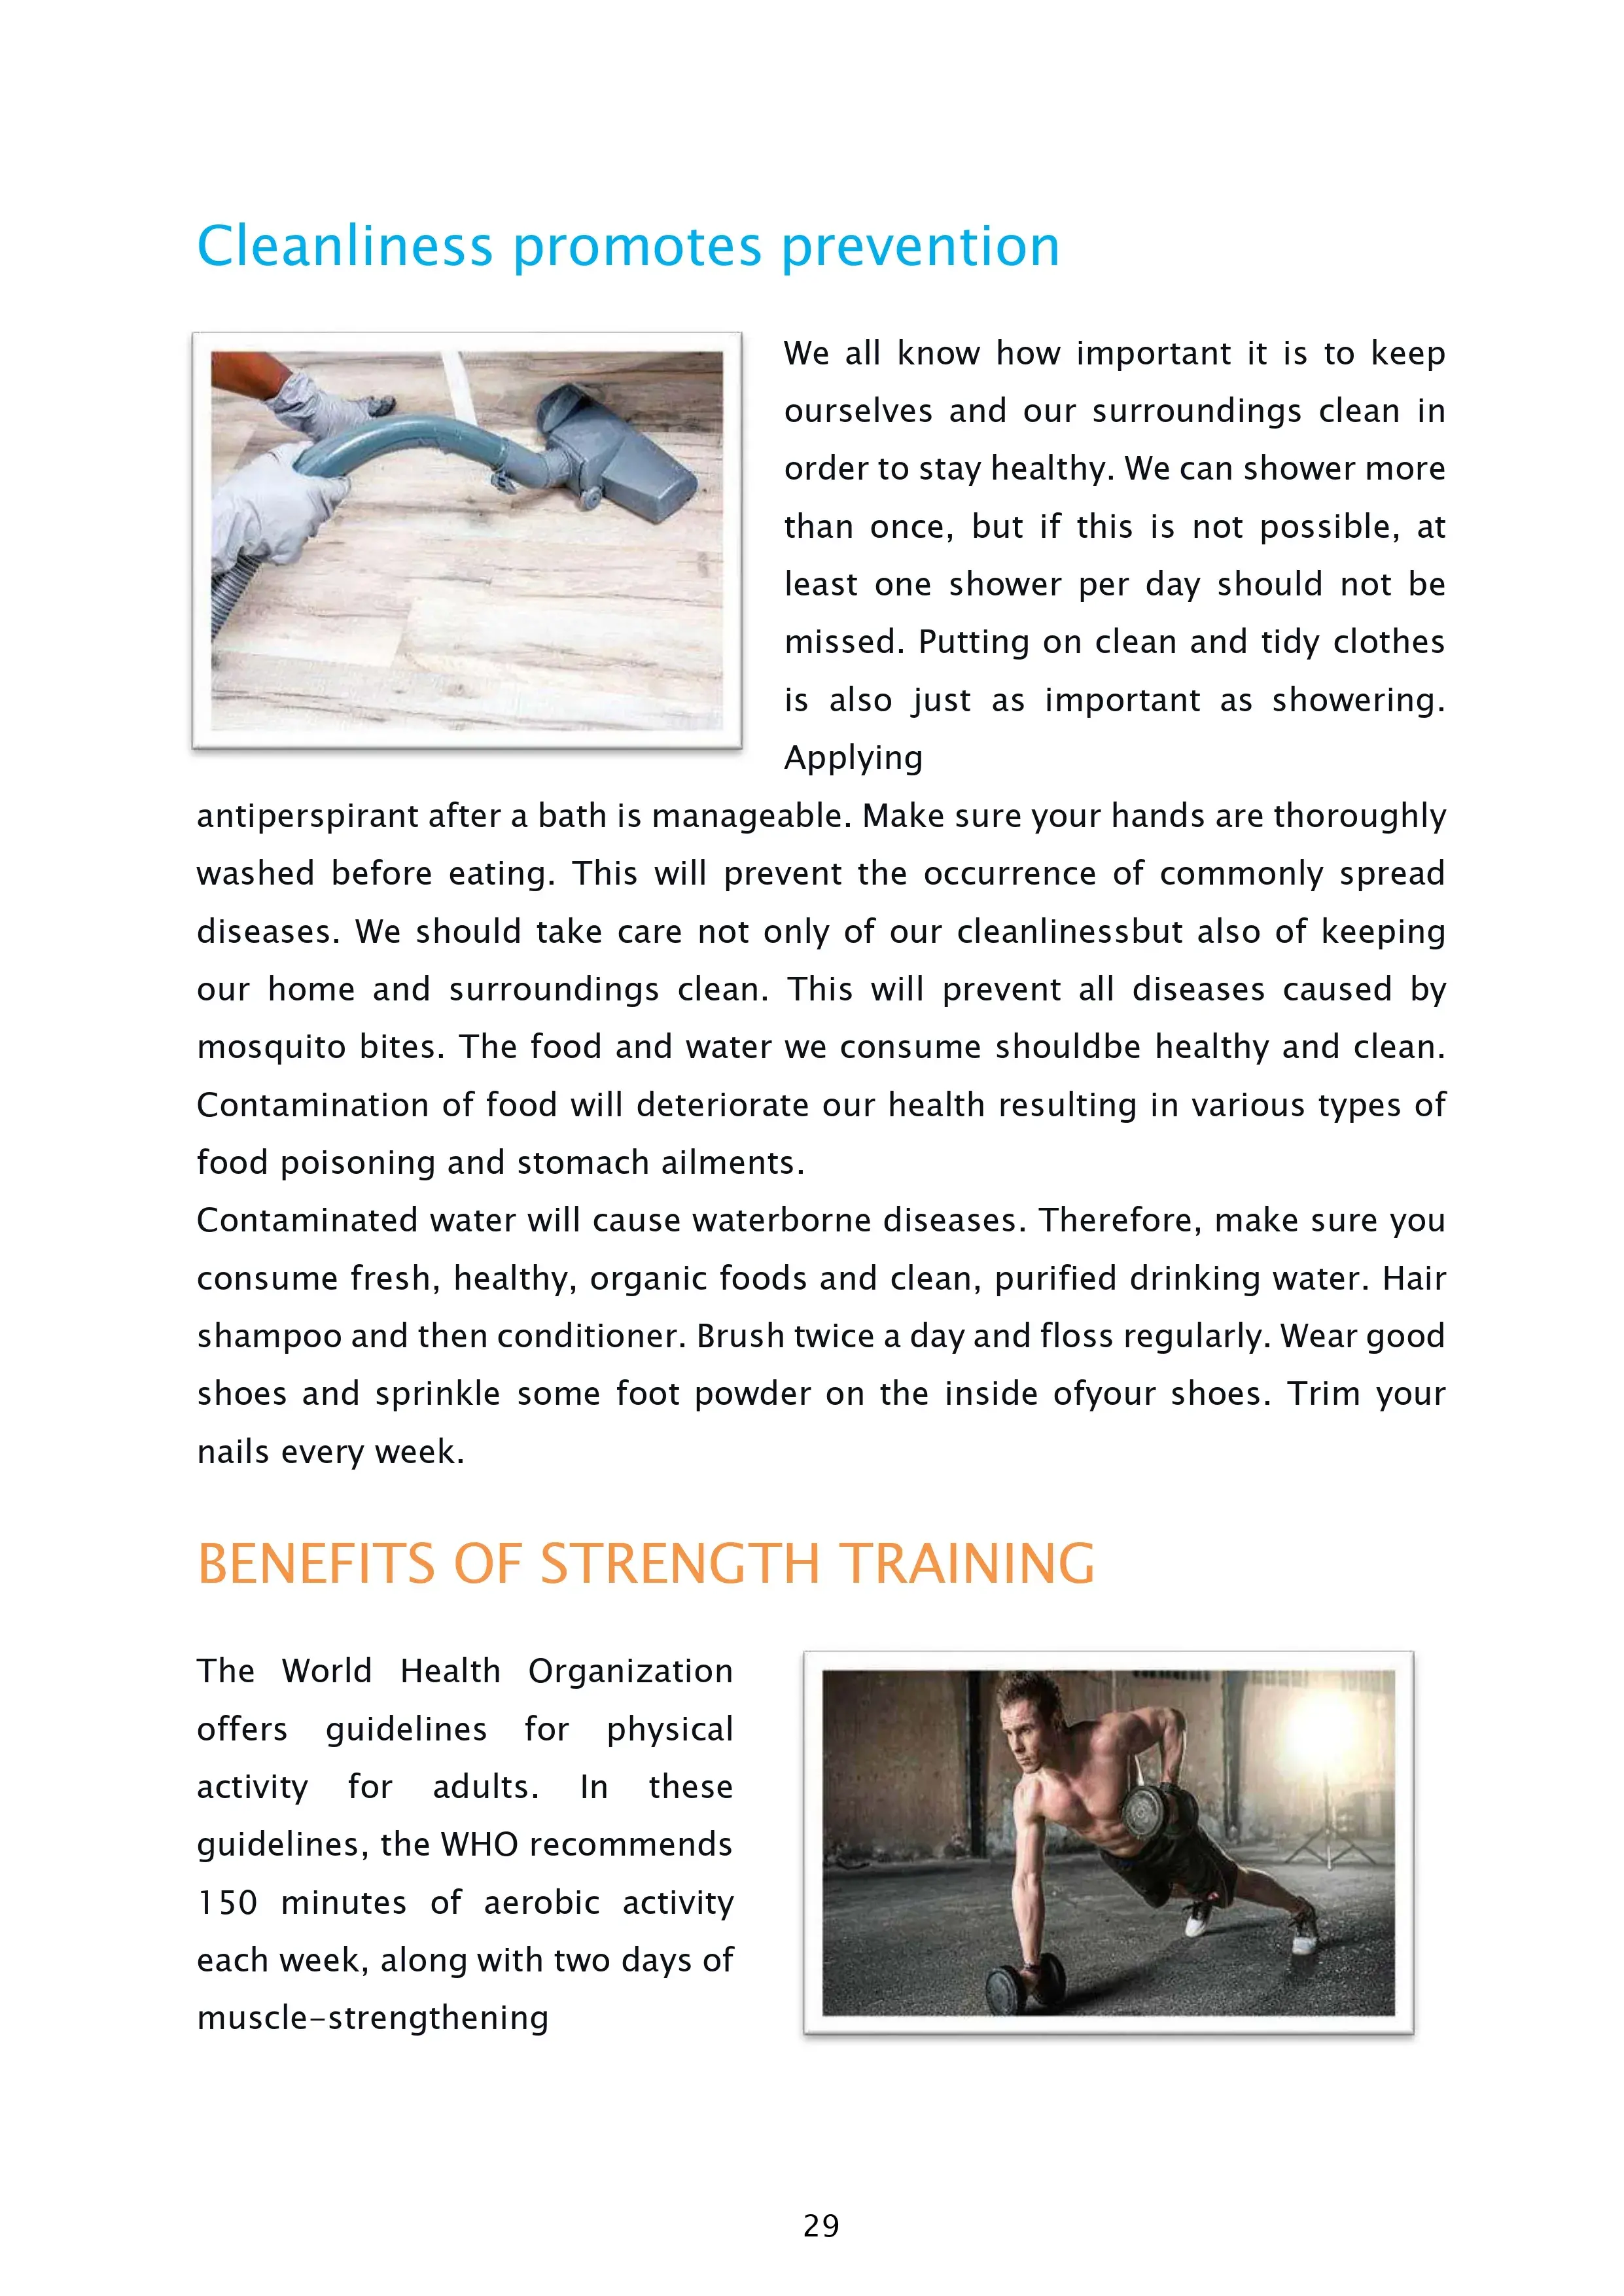 Cleanliness promotes prevention
We all know how important it is to keep
ourselves and our surroundings clean in
order to stay healthy. We can shower more
than once, but if this is not possible, at
least one shower per day should not be
missed. Putting on clean and tidy clothes
is also just as important as showering.
Applying
antiperspirant after a bath is manageable. Make sure your hands are thoroughly
washed before eating. This will prevent the occurrence of commonly spread
diseases. We should take care not only of our cleanlinessbut also of keeping
our home and surroundings clean. This will prevent all diseases caused by
mosquito bites. The food and water we consume shouldbe healthy and clean.
Contamination of food will deteriorate our health resulting in various types of
food poisoning and stomach ailments.
Contaminated water will cause waterborne diseases. Therefore, make sure you
consume fresh, healthy, organic foods and clean, purified drinking water. Hair
shampoo and then conditioner. Brush twice a day and floss regularly. Wear good
shoes and sprinkle some foot powder on the inside ofyour shoes. Trim your
nails every week.
BENEFITS OF STRENGTH TRAINING
The World Health Organization
offers guidelines for physical
activity for adults. In these
guidelines, the WHO recommends
150 minutes of aerobic activity
each week, along with two days of
muscle-strengthening
29